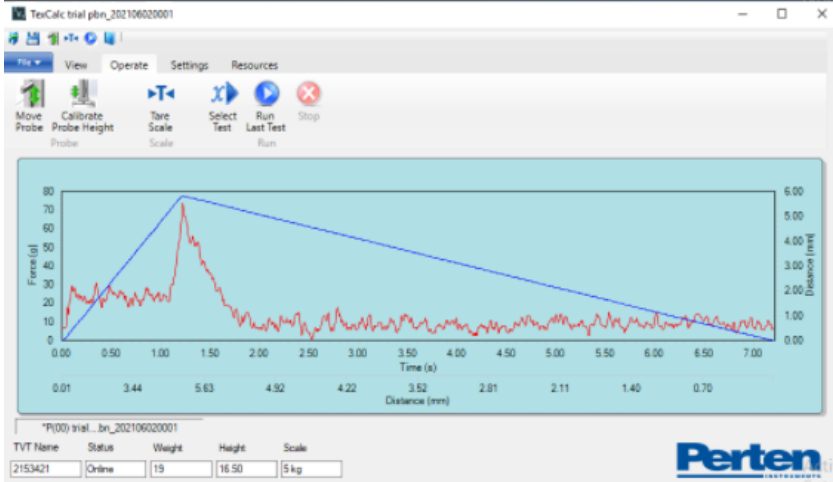 TexCalc trial pbn_202106020001
File View Operate Settings Resources
Move Probe Calibrate Probe Height Tare Scale Select Test Run Last Test Stop
Probe Scale Run
80 70 60 50 40 30 20 10 0
Force [g]
6.00 5.00 4.00 3.00 2.00 1.00 0.00
Distance [mm]
0.00 0.50 1.00 1.50 2.00 2.50 3.00 3.50 4.00 4.50 5.00 5.50 6.00 6.50 7.00
Time (s)
0.01 3.44 5.63 4.92 4.22 3.52 2.81 2.11 1.40 0.70
Distance (mm)
*P(00) trial...bn_202106020001
TVT Name Status Weight Height Scale
2153421 Online 19 16.50 5 kg
Perten
INSTRUMENTS